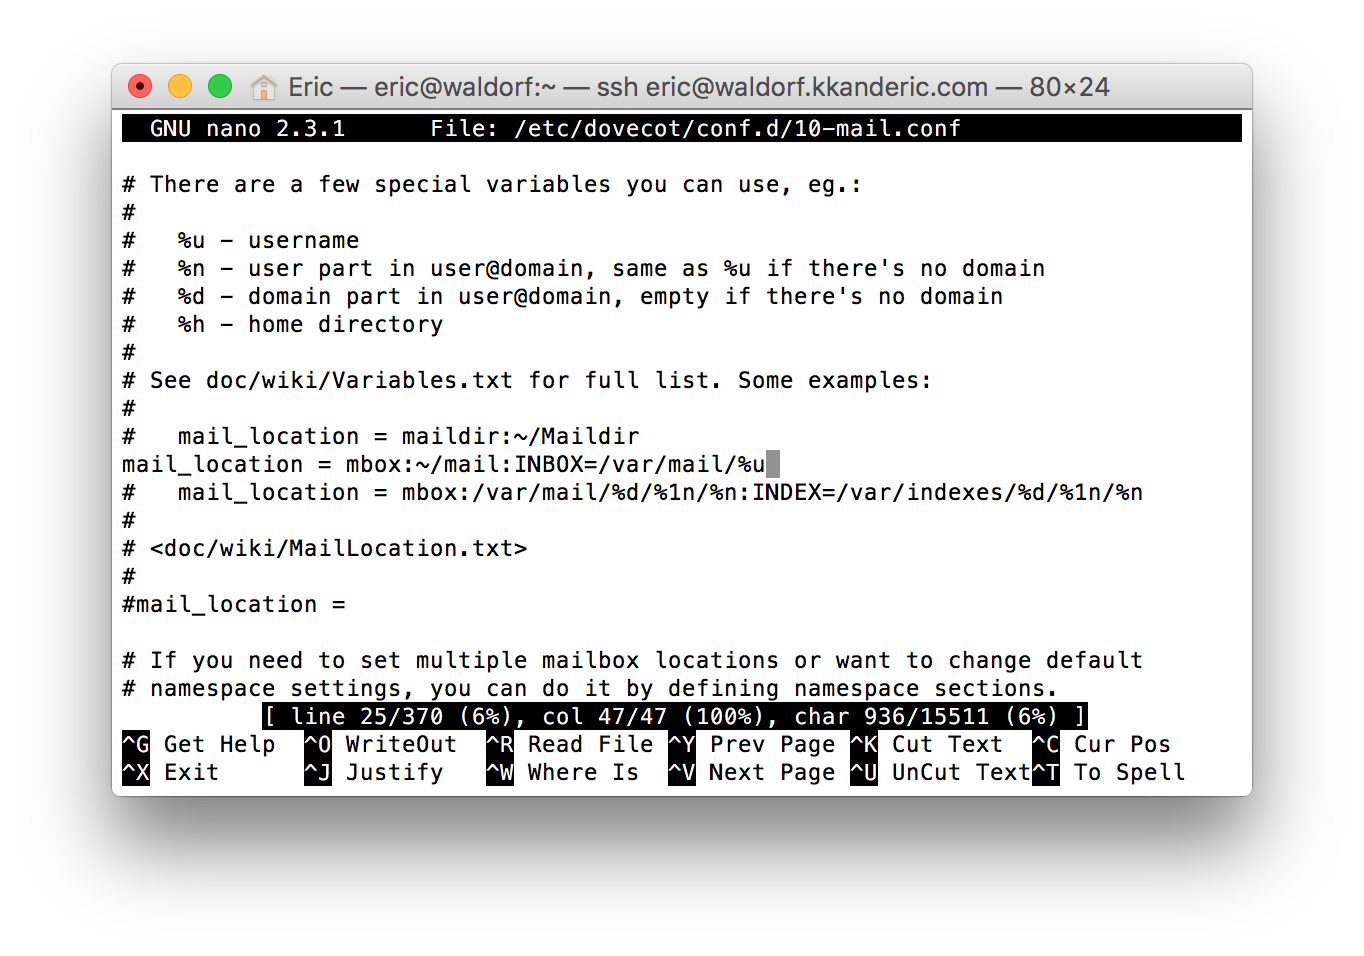 Eric — eric@waldorf:~ — ssh eric@waldorf.kkanderic.com — 80×24
GNU nano 2.3.1 File: /etc/dovecot/conf.d/10-mail.conf
# There are a few special variables you can use, eg.:
#
#   %u - username
#   %n - user part in user@domain, same as %u if there's no domain
#   %d - domain part in user@domain, empty if there's no domain
#   %h - home directory
#
# See doc/wiki/Variables.txt for full list. Some examples:
#
#   mail_location = maildir:~/Maildir
mail_location = mbox:~/mail:INBOX=/var/mail/%u
#   mail_location = mbox:/var/mail/%d/%1n/%n:INDEX=/var/indexes/%d/%1n/%n
#
# <doc/wiki/MailLocation.txt>
#
#mail_location =
# If you need to set multiple mailbox locations or want to change default
# namespace settings, you can do it by defining namespace sections.
[ line 25/370 (6%), col 47/47 (100%), char 936/15511 (6%) ]
^G Get Help ^O WriteOut ^R Read File ^Y Prev Page ^K Cut Text ^C Cur Pos
^X Exit ^J Justify ^W Where Is ^V Next Page ^U UnCut Text ^T To Spell